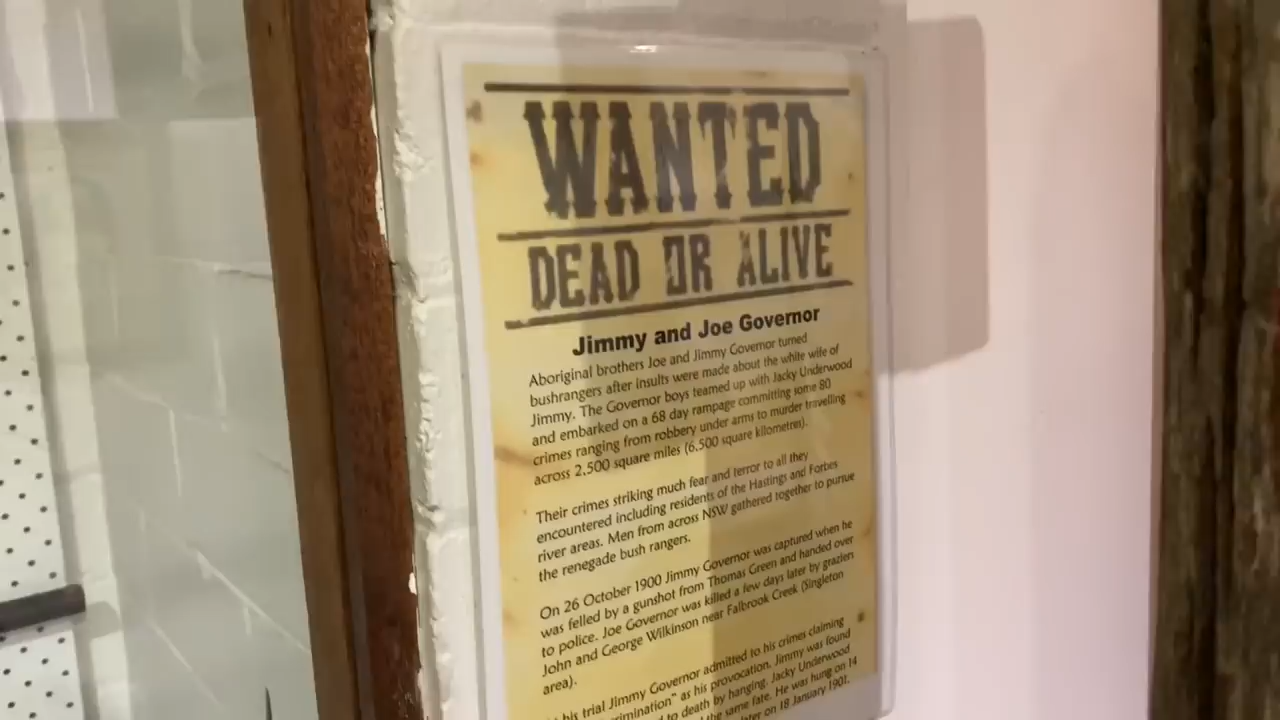 WANTED
DEAD OR ALIVE
Jimmy and Joe Governor
Aboriginal brothers Joe and Jimmy Governor turned
bushrangers after insults were made about the white wife of
Jimmy. The Governor boys teamed up with Jacky Underwood
and embarked on a 68 day rampage committing some 80
crimes ranging from robbery under arms to murder travelling
across 2,500 square miles (6,500 square kilometres).
Their crimes striking much fear and terror to all they
encountered including residents of the Hastings and Forbes
river areas. Men from across NSW gathered together to pursue
the renegade bush rangers.
On 26 October 1900 Jimmy Governor was captured when he
was felled by a gunshot from Thomas Green and handed over
to police. Joe Governor was killed a few days later by graziers
John and George Wilkinson near Falbrook Creek (Singleton
area).
his trial Jimmy Governor admitted to his crimes claiming
as his provocation. Jimmy was found
to death by hanging. Jacky Underwood
the same fate. He was hung on 14
later on 18 January 1901.